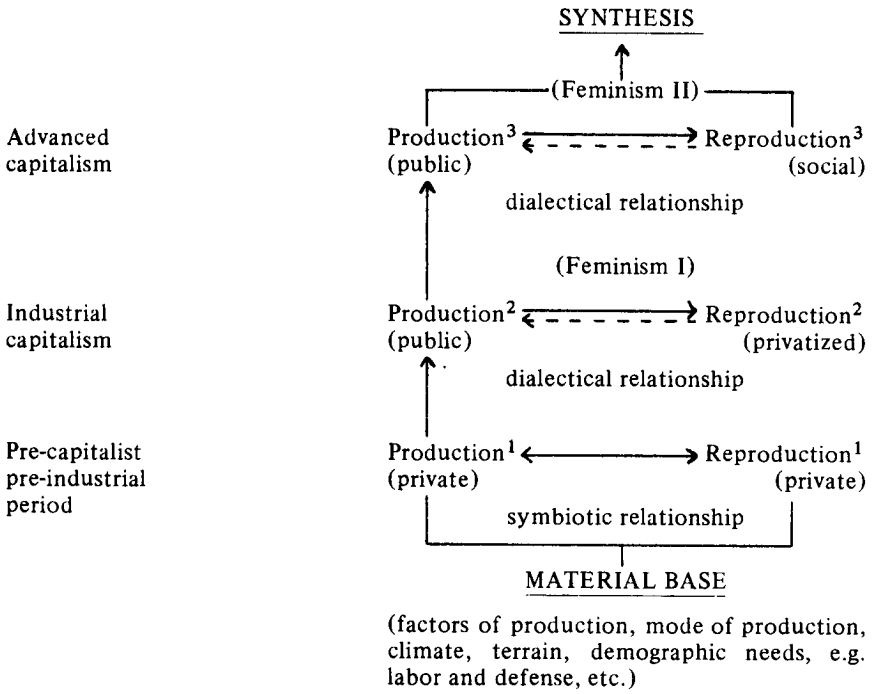 SYNTHESIS
(Feminism II)
Advanced
capitalism
Production³
(public)
Reproduction³
(social)
dialectical relationship
(Feminism I)
Industrial
capitalism
Production²
(public)
Reproduction²
(privatized)
dialectical relationship
Pre-capitalist
pre-industrial
period
Production¹
(private)
Reproduction¹
(private)
symbiotic relationship
MATERIAL BASE
(factors of production, mode of production,
climate, terrain, demographic needs, e.g.
labor and defense, etc.)